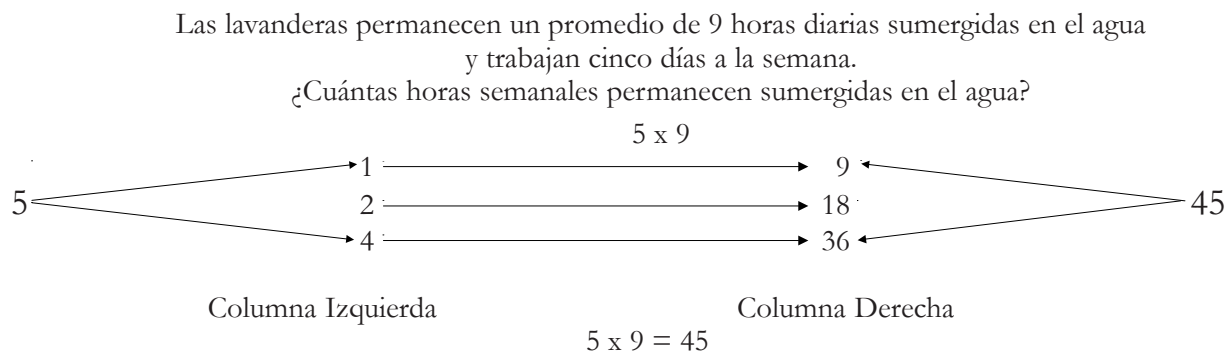 Las lavanderas permanecen un promedio de 9 horas diarias sumergidas en el agua
y trabajan cinco días a la semana.
¿Cuántas horas semanales permanecen sumergidas en el agua?
5 x 9
1 9
5 2 18 45
4 36
Columna Izquierda Columna Derecha
5 x 9 = 45